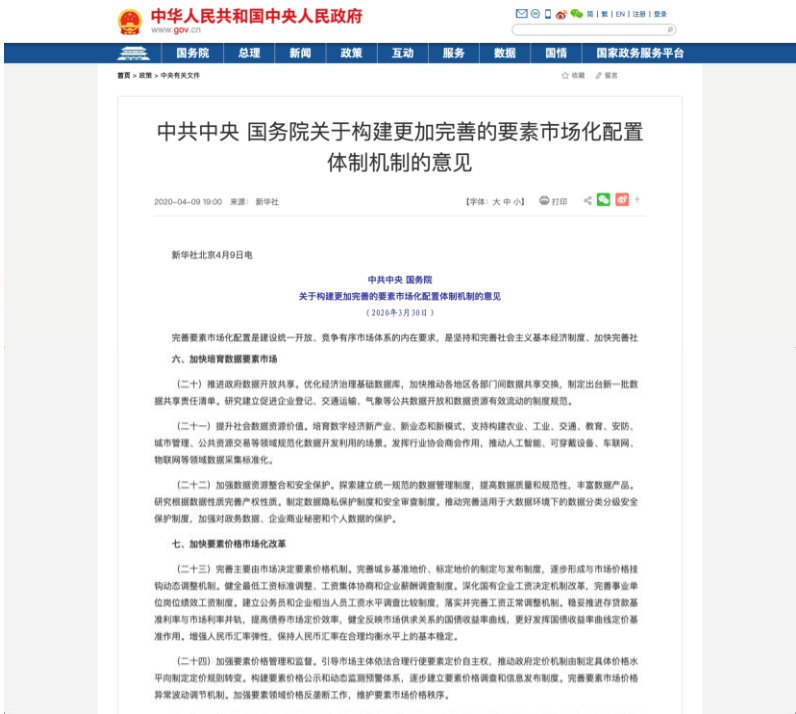 中华人民共和国中央人民政府
www.gov.cn
简 | 繁 | EN | 注册 | 登录
国务院 总理 新闻 政策 互动 服务 数据 国情 国家政务服务平台
首页 > 政策 > 中央有关文件
收藏 留言
中共中央 国务院关于构建更加完善的要素市场化配置
体制机制的意见
2020-04-09 19:00 来源: 新华社
【字体: 大 中 小】 打印 +
新华社北京4月9日电
中共中央 国务院
关于构建更加完善的要素市场化配置体制机制的意见
（2020年3月30日）
完善要素市场化配置是建设统一开放、竞争有序市场体系的内在要求，是坚持和完善社会主义基本经济制度、加快完善社
六、加快培育数据要素市场
（二十）推进政府数据开放共享。优化经济治理基础数据库，加快推动各地区各部门间数据共享交换，制定出台新一批数
据共享责任清单。研究建立促进企业登记、交通运输、气象等公共数据开放和数据资源有效流动的制度规范。
（二十一）提升社会数据资源价值。培育数字经济新产业、新业态和新模式，支持构建农业、工业、交通、教育、安防、
城市管理、公共资源交易等领域规范化数据开发利用的场景。发挥行业协会商会作用，推动人工智能、可穿戴设备、车联网、
物联网等领域数据采集标准化。
（二十二）加强数据资源整合和安全保护。探索建立统一规范的数据管理制度，提高数据质量和规范性，丰富数据产品。
研究根据数据性质完善产权性质。制定数据隐私保护制度和安全审查制度。推动完善适用于大数据环境下的数据分类分级安全
保护制度，加强对政务数据、企业商业秘密和个人数据的保护。
七、加快要素价格市场化改革
（二十三）完善主要由市场决定要素价格机制。完善城乡基准地价、标定地价的制定与发布制度，逐步形成与市场价格挂
钩动态调整机制。健全最低工资标准调整、工资集体协商和企业薪酬调查制度。深化国有企业工资决定机制改革，完善事业单
位岗位绩效工资制度。建立公务员和企业相当人员工资水平调查比较制度，落实并完善工资正常调整机制。稳妥推进存贷款基
准利率与市场利率并轨，提高债券市场定价效率，健全反映市场供求关系的国债收益率曲线，更好发挥国债收益率曲线定价基
准作用。增强人民币汇率弹性，保持人民币汇率在合理均衡水平上的基本稳定。
（二十四）加强要素价格管理和监督。引导市场主体依法合理行使要素定价自主权，推动政府定价机制由制定具体价格水
平向制定定价规则转变。构建要素价格公示和动态监测预警体系，逐步建立要素价格调查和信息发布制度。完善要素市场价格
异常波动调节机制。加强要素领域价格反垄断工作，维护要素市场价格秩序。